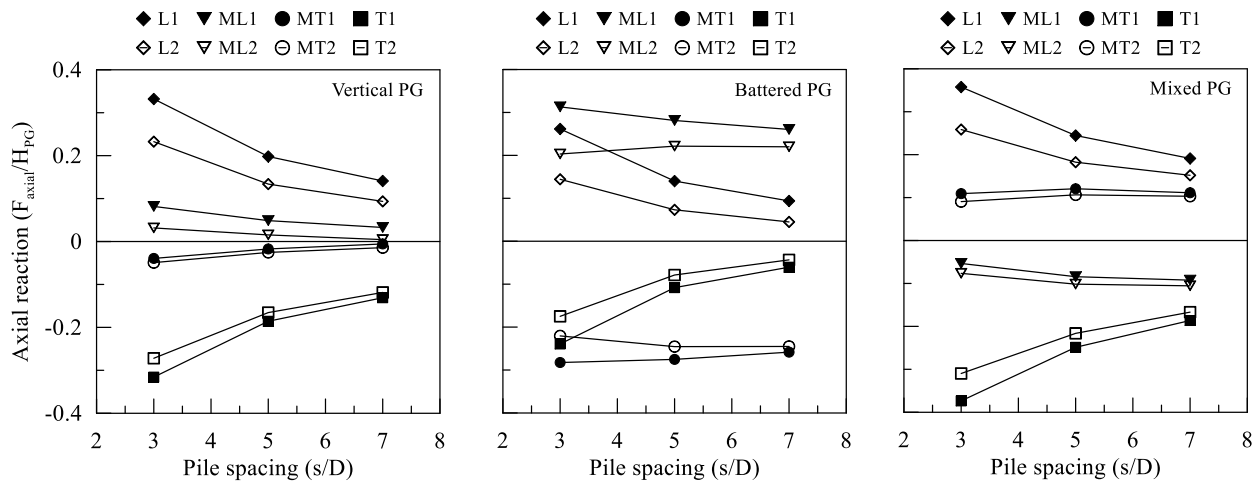 L1 ML1 MT1 T1
L2 ML2 MT2 T2
L1 ML1 MT1 T1
L2 ML2 MT2 T2
L1 ML1 MT1 T1
L2 ML2 MT2 T2
Axial reaction (F_axial/H_PG)
0.4
0.2
0
-0.2
-0.4
Vertical PG
2 3 4 5 6 7 8
Pile spacing (s/D)
Battered PG
2 3 4 5 6 7 8
Pile spacing (s/D)
Mixed PG
2 3 4 5 6 7 8
Pile spacing (s/D)